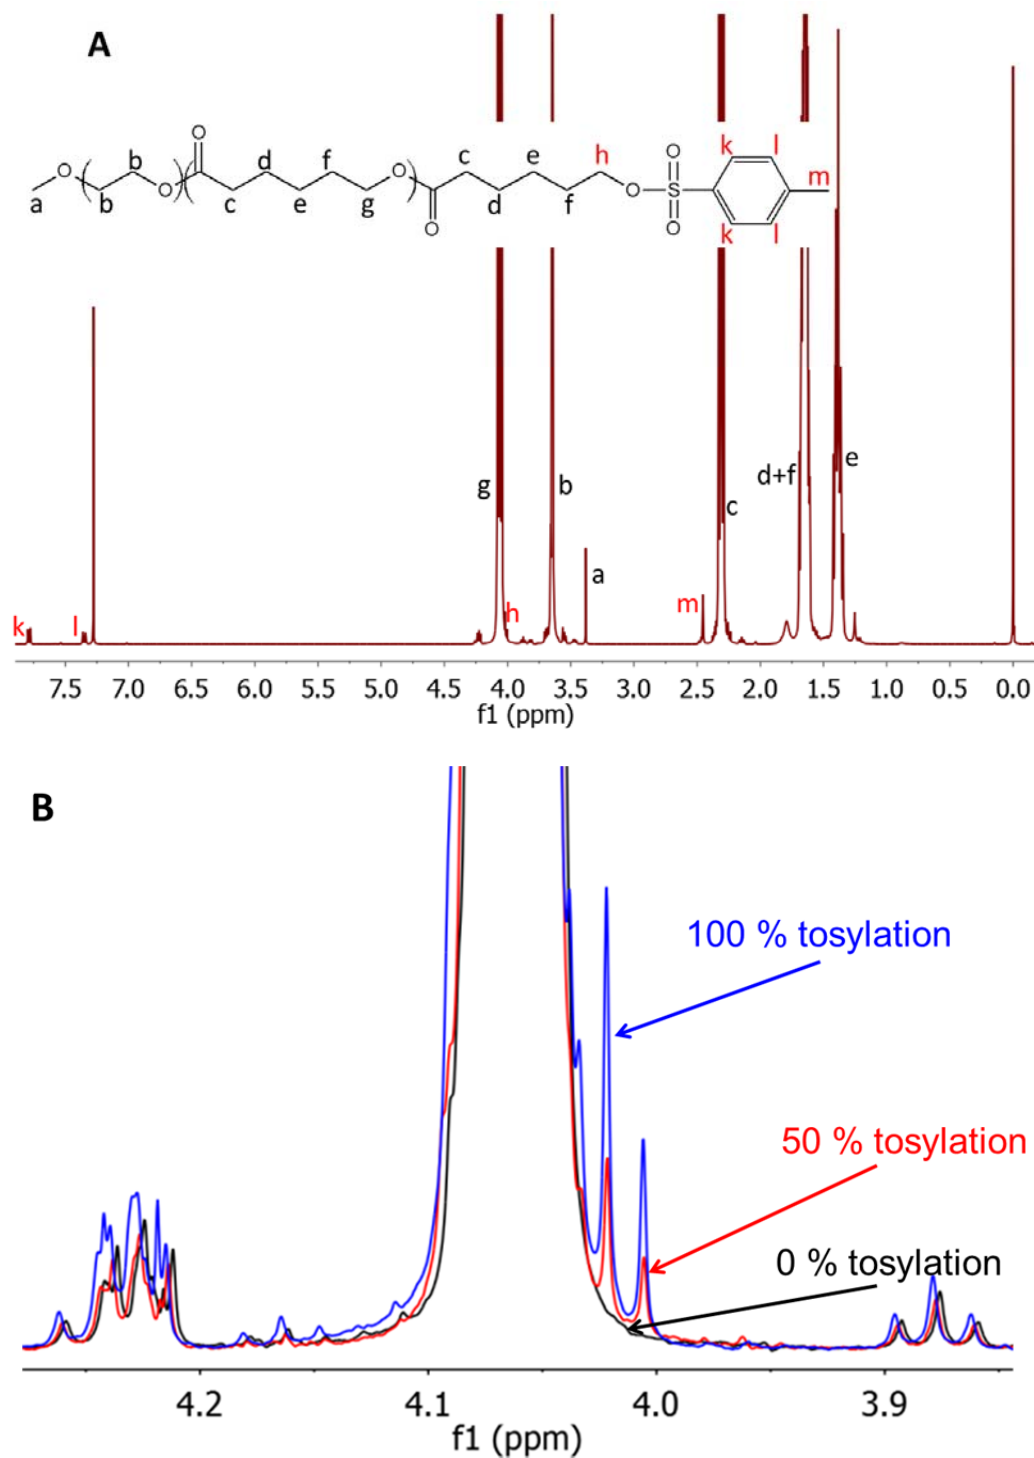 A
O
b
d
f
c
e
h
k
l
O
O
O
O
O
S
O
O
m
a
b
c
e
g
O
d
f
k
l
g
b
d+f
e
c
a
m
h
k
l
7.5 7.0 6.5 6.0 5.5 5.0 4.5 4.0 3.5 3.0 2.5 2.0 1.5 1.0 0.5 0.0
f1 (ppm)
B
100 % tosylation
50 % tosylation
0 % tosylation
4.2 4.1 4.0 3.9
f1 (ppm)